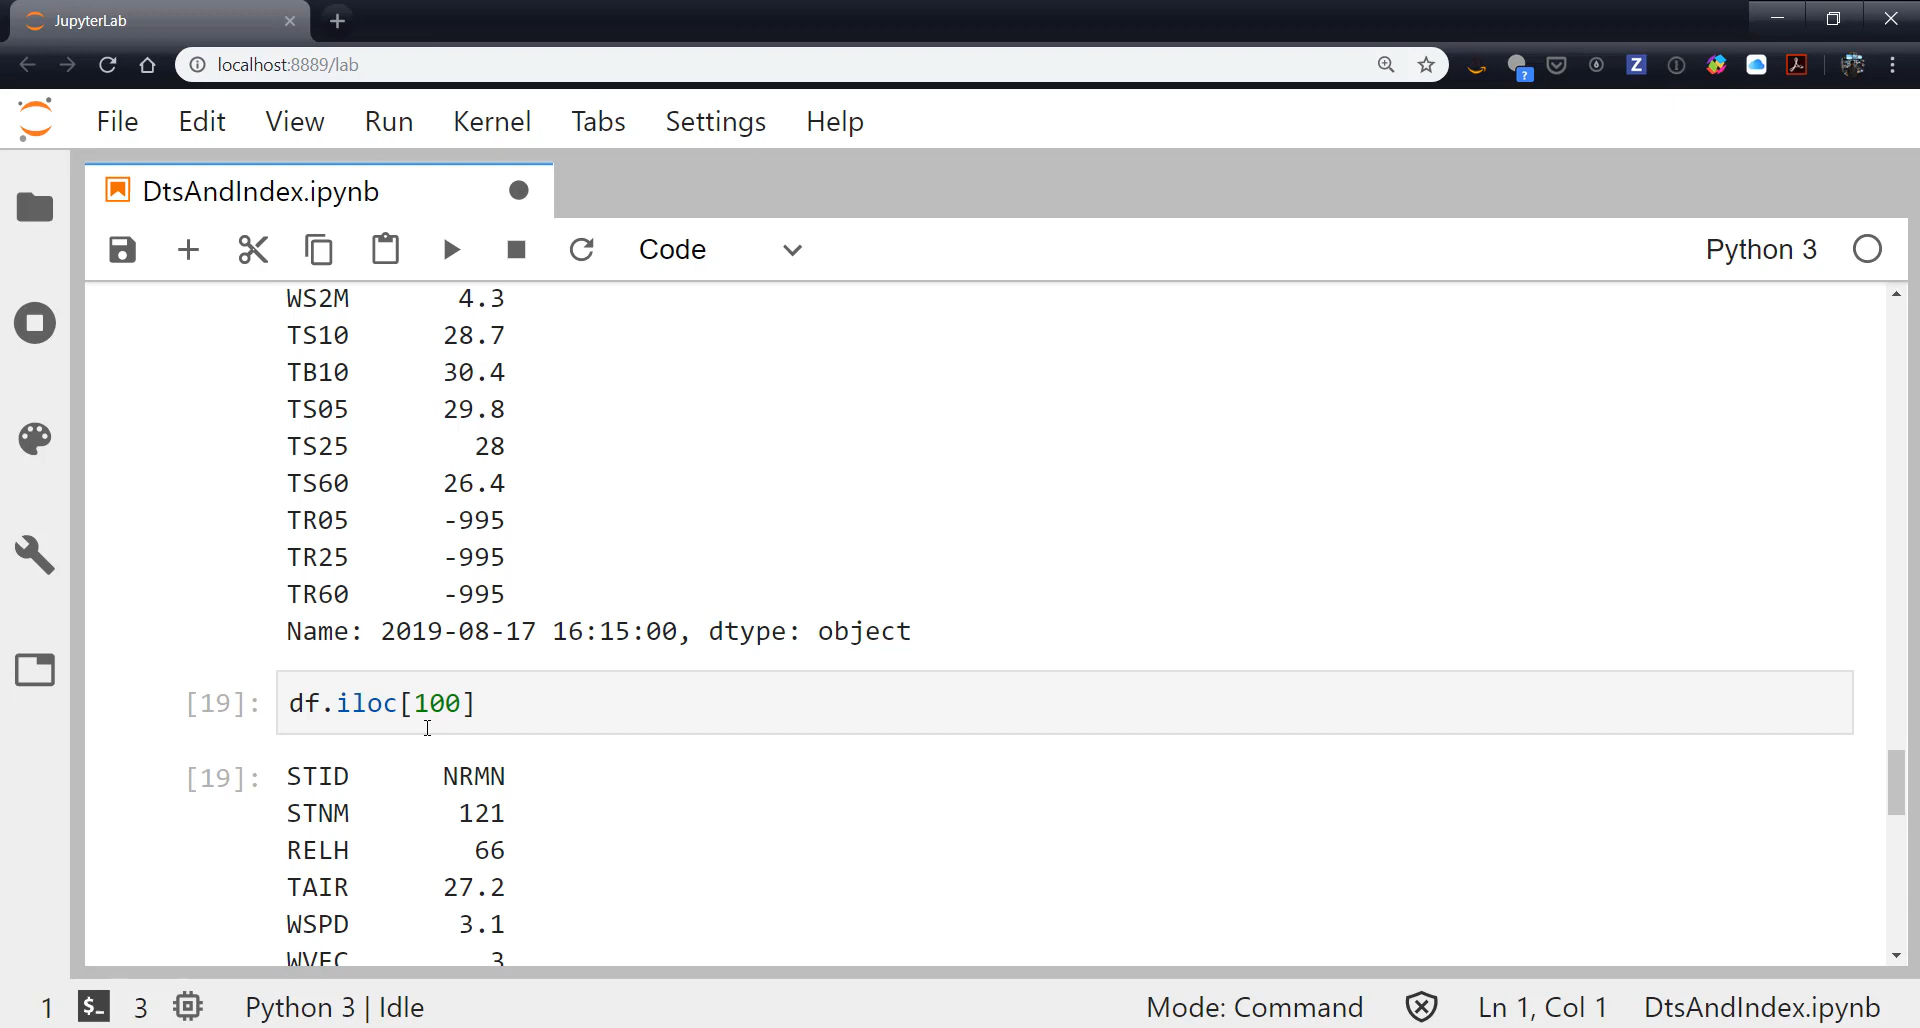 JupyterLab
localhost:8889/lab
File Edit View Run Kernel Tabs Settings Help
DtsAndIndex.ipynb
Code Python 3
WS2M 4.3
TS10 28.7
TB10 30.4
TS05 29.8
TS25 28
TS60 26.4
TR05 -995
TR25 -995
TR60 -995
Name: 2019-08-17 16:15:00, dtype: object
[19]: df.iloc[100]
[19]: STID NRMN
STNM 121
RELH 66
TAIR 27.2
WSPD 3.1
WVEC 3
1 $_ 3 Python 3 | Idle Mode: Command Ln 1, Col 1 DtsAndIndex.ipynb